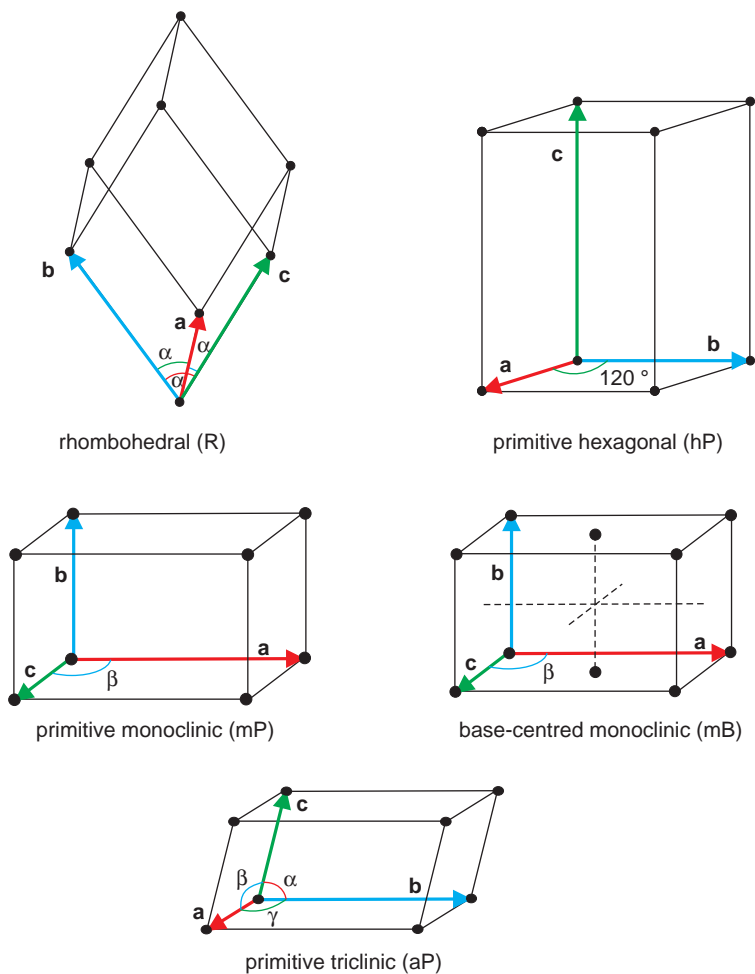 b
c
a
α
α
α
rhombohedral (R)
c
a
b
120 °
primitive hexagonal (hP)
b
a
c
β
primitive monoclinic (mP)
b
a
c
β
base-centred monoclinic (mB)
c
β
α
b
a
γ
primitive triclinic (aP)